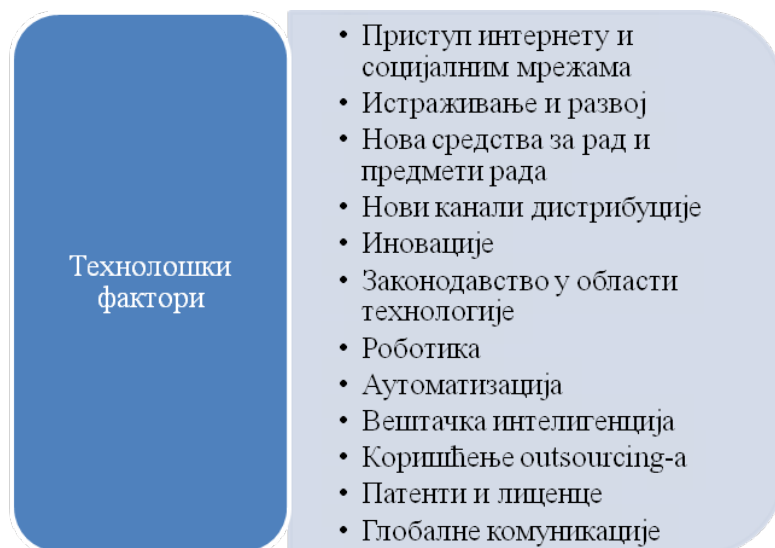 Технолошки
фактори
• Приступ интернету и
социјалним мрежама
• Истраживање и развој
• Нова средства за рад и
предмети рада
• Нови канали дистрибуције
• Иновације
• Законодавство у области
технологије
• Роботика
• Аутоматизација
• Вештачка интелигенција
• Коришћење outsourcing-а
• Патенти и лиценце
• Глобалне комуникације